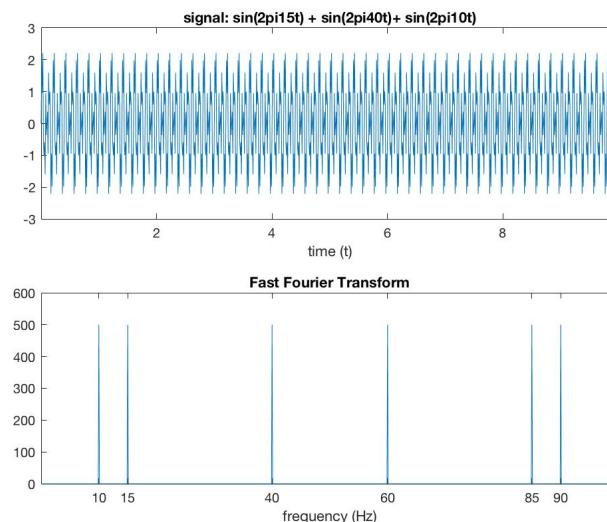 signal: sin(2pi15t) + sin(2pi40t)+ sin(2pi10t)
3
2
1
0
-1
-2
-3
2 4 6 8
time (t)
Fast Fourier Transform
600
500
400
300
200
100
0
10 15 40 60 85 90
frequency (Hz)